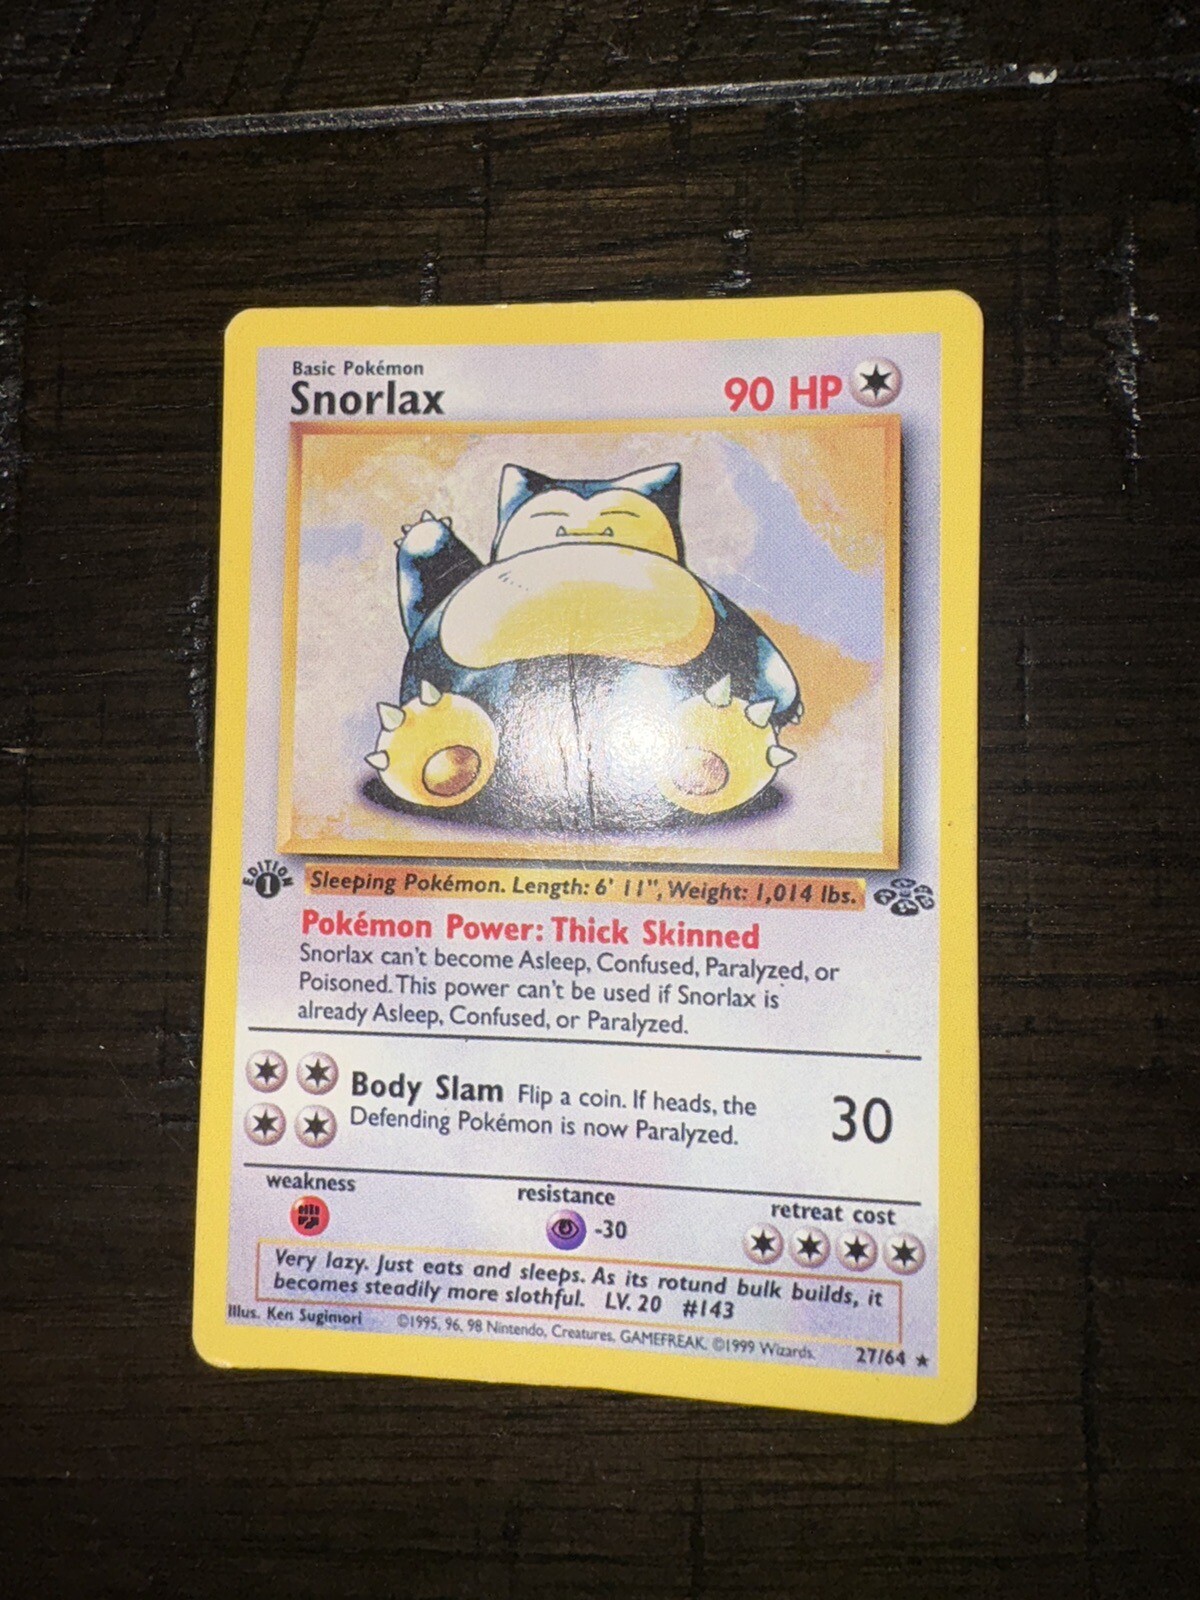 Basic Pokémon
Snorlax
90 HP
EDITION
1
Sleeping Pokémon. Length: 6' 11", Weight: 1,014 lbs.
Pokémon Power: Thick Skinned
Snorlax can't become Asleep, Confused, Paralyzed, or
Poisoned. This power can't be used if Snorlax is
already Asleep, Confused, or Paralyzed.
Body Slam Flip a coin. If heads, the
Defending Pokémon is now Paralyzed.
30
weakness
resistance
retreat cost
-30
Very lazy. Just eats and sleeps. As its rotund bulk builds, it
becomes steadily more slothful. LV. 20 #143
Illus. Ken Sugimori
©1995, 96, 98 Nintendo, Creatures, GAMEFREAK. ©1999 Wizards.
27/64 ★